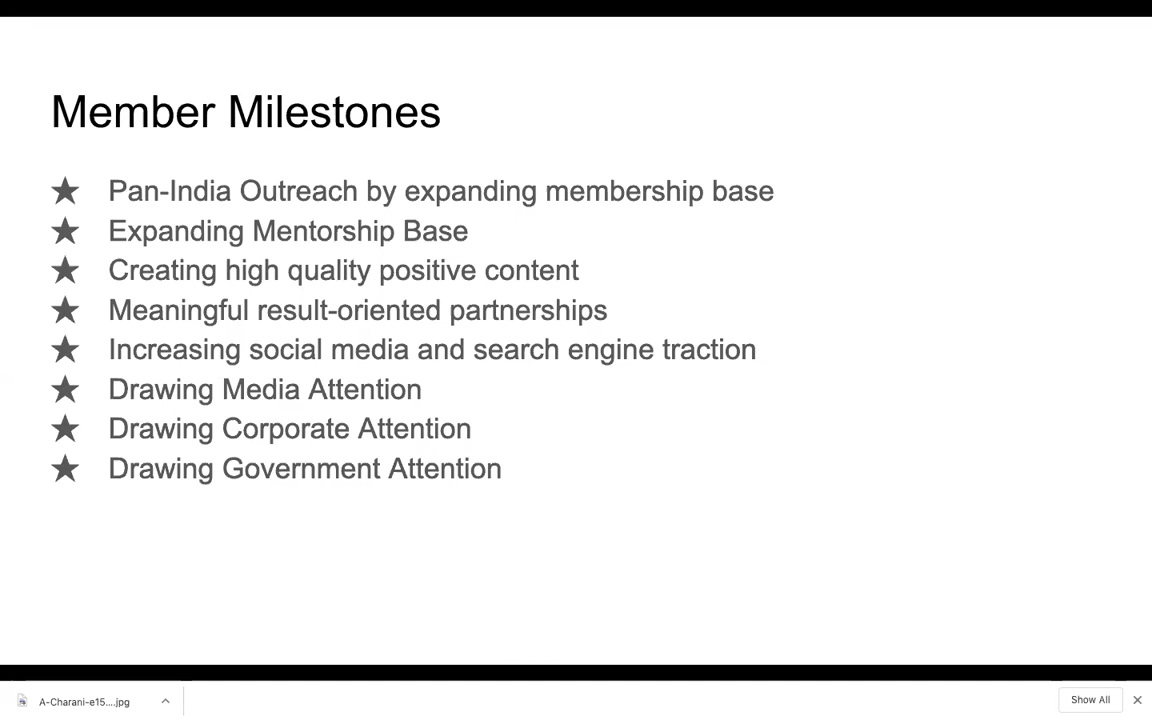 Member Milestones
★ Pan-India Outreach by expanding membership base
★ Expanding Mentorship Base
★ Creating high quality positive content
★ Meaningful result-oriented partnerships
★ Increasing social media and search engine traction
★ Drawing Media Attention
★ Drawing Corporate Attention
★ Drawing Government Attention
A-Charani-e15....jpg
Show All